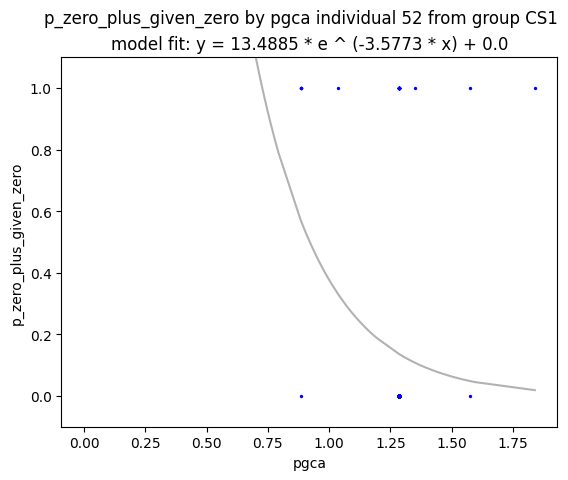 p_zero_plus_given_zero by pgca individual 52 from group CS1
model fit: y = 13.4885 * e ^ (-3.5773 * x) + 0.0
1.0
0.8
0.6
0.4
0.2
0.0
p_zero_plus_given_zero
0.00 0.25 0.50 0.75 1.00 1.25 1.50 1.75
pgca